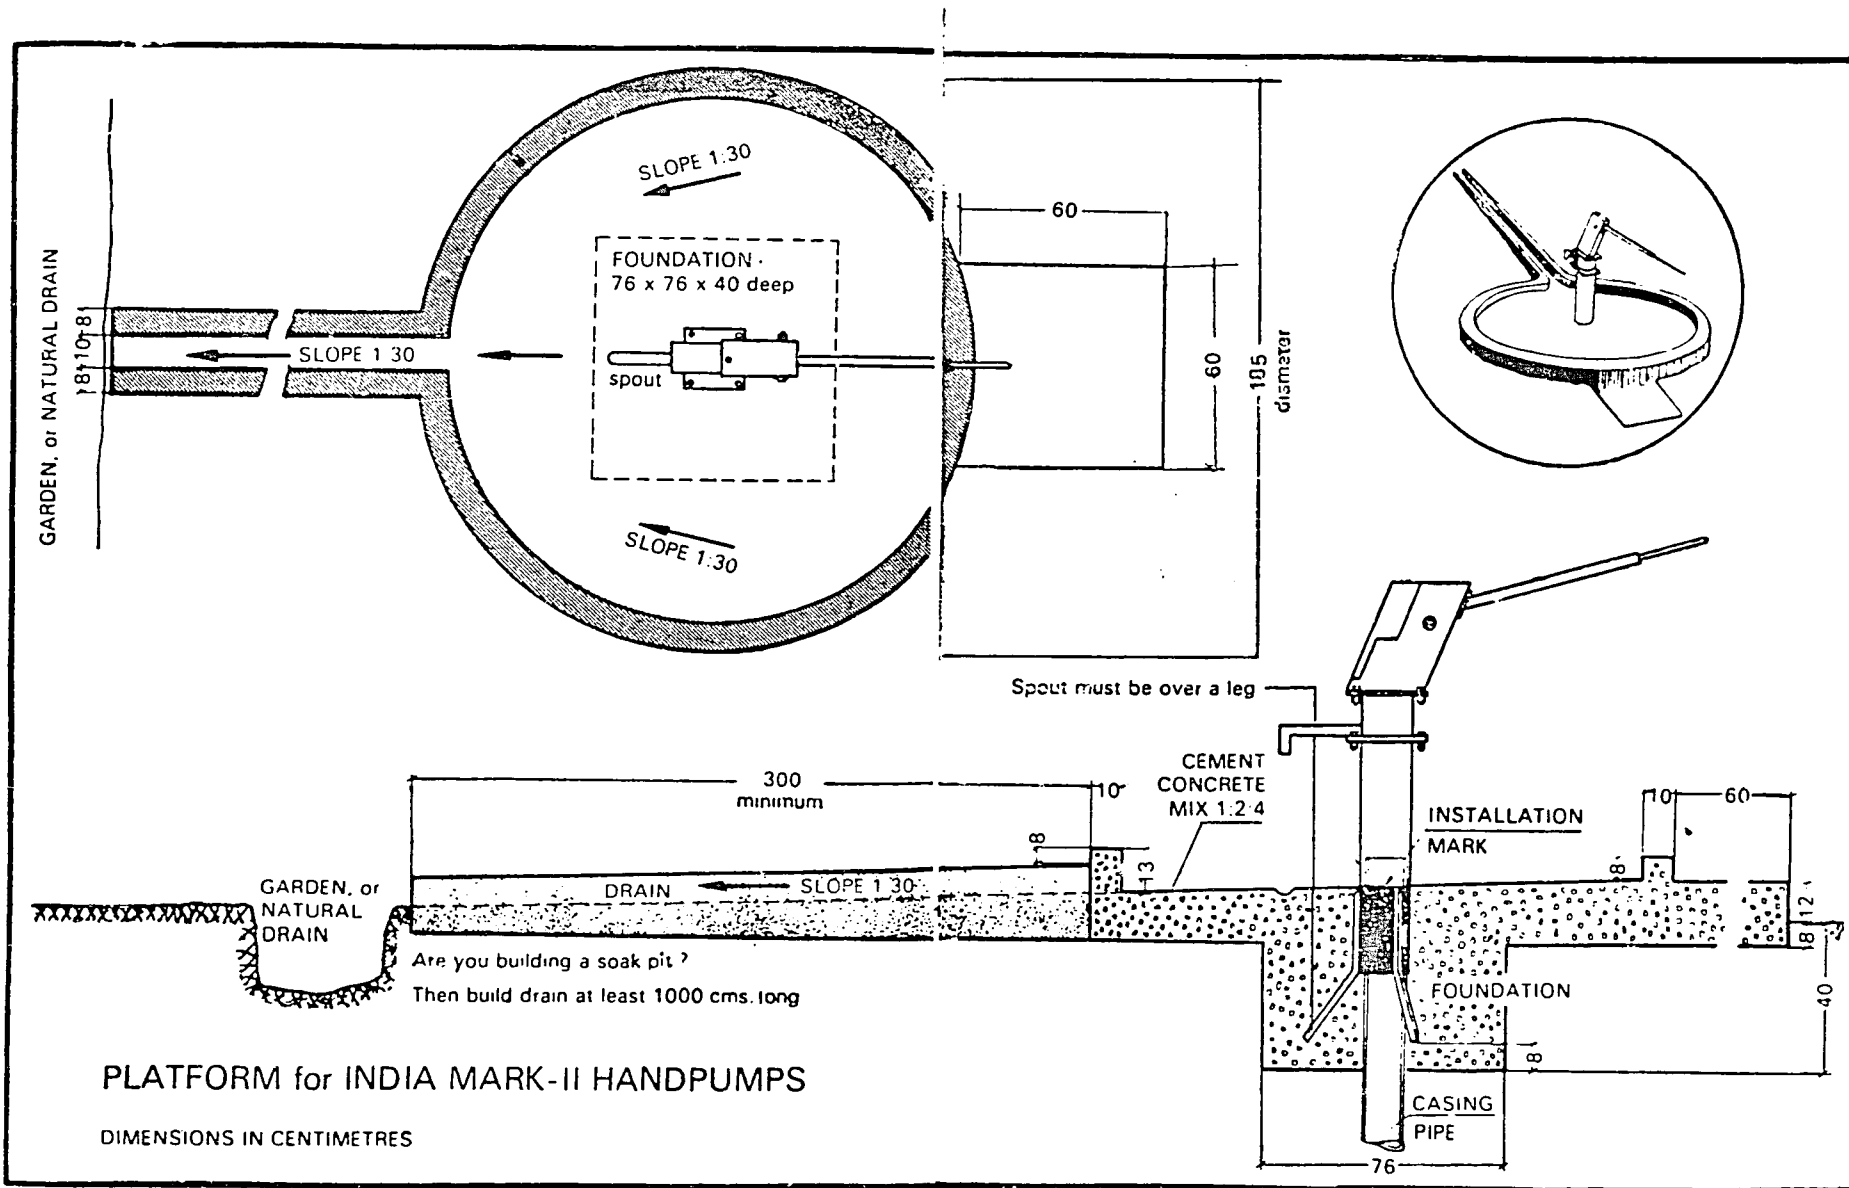 SLOPE 1:30
60
FOUNDATION
76 x 76 x 40 deep
GARDEN, or NATURAL DRAIN
8
10
8
SLOPE 1 30
spout
60
185
diameter
SLOPE 1:30
Spout must be over a leg
300
minimum
10
CEMENT
CONCRETE
MIX 1:2:4
10
60
INSTALLATION
MARK
8
13
8
GARDEN, or
NATURAL
DRAIN
DRAIN
SLOPE 1 30
12
8
Are you building a soak pit ?
Then build drain at least 1000 cms. long
FOUNDATION
40
8
PLATFORM for INDIA MARK-II HANDPUMPS
CASING
PIPE
DIMENSIONS IN CENTIMETRES
76